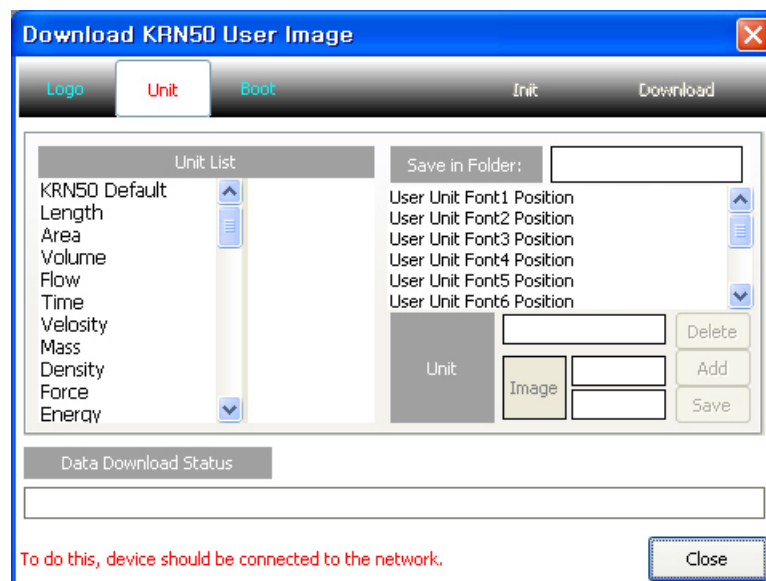 Download KRN50 User Image
Logo Unit Boot Init Download
Unit List
KRN50 Default
Length
Area
Volume
Flow
Time
Velosity
Mass
Density
Force
Energy
Save in Folder:
User Unit Font1 Position
User Unit Font2 Position
User Unit Font3 Position
User Unit Font4 Position
User Unit Font5 Position
User Unit Font6 Position
Unit
Image
Delete
Add
Save
Data Download Status
To do this, device should be connected to the network.
Close